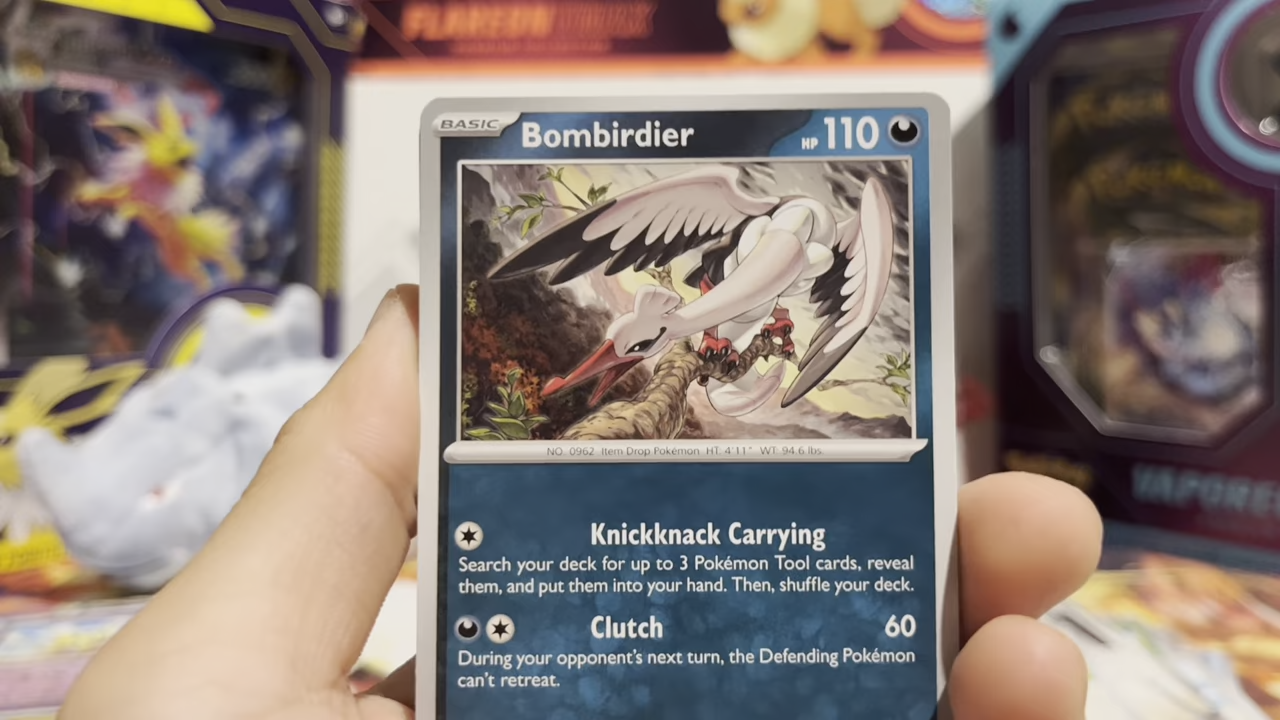 FLAREON VMAX
BASIC Bombirdier HP 110
NO. 0962 Item Drop Pokémon HT: 4'11" WT: 94.6 lbs.
Knickknack Carrying
Search your deck for up to 3 Pokémon Tool cards, reveal
them, and put them into your hand. Then, shuffle your deck.
Clutch 60
During your opponent's next turn, the Defending Pokémon
can't retreat.
VAPORE